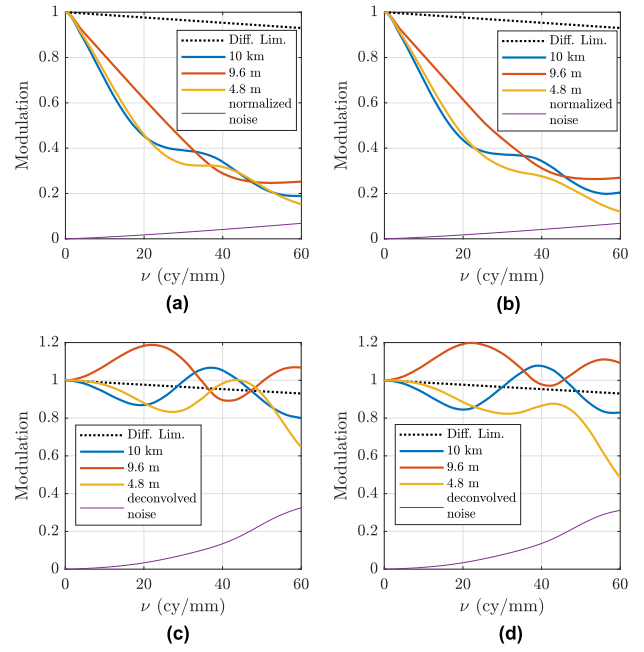 1
0.8
0.6
0.4
0.2
0
Modulation
Diff. Lim.
10 km
9.6 m
4.8 m
normalized
noise
0 20 40 60
ν (cy/mm)
(a)
1
0.8
0.6
0.4
0.2
0
Modulation
Diff. Lim.
10 km
9.6 m
4.8 m
normalized
noise
0 20 40 60
ν (cy/mm)
(b)
1.2
1
0.8
0.6
0.4
0.2
0
Modulation
Diff. Lim.
10 km
9.6 m
4.8 m
deconvolved
noise
0 20 40 60
ν (cy/mm)
(c)
1.2
1
0.8
0.6
0.4
0.2
0
Modulation
Diff. Lim.
10 km
9.6 m
4.8 m
deconvolved
noise
0 20 40 60
ν (cy/mm)
(d)